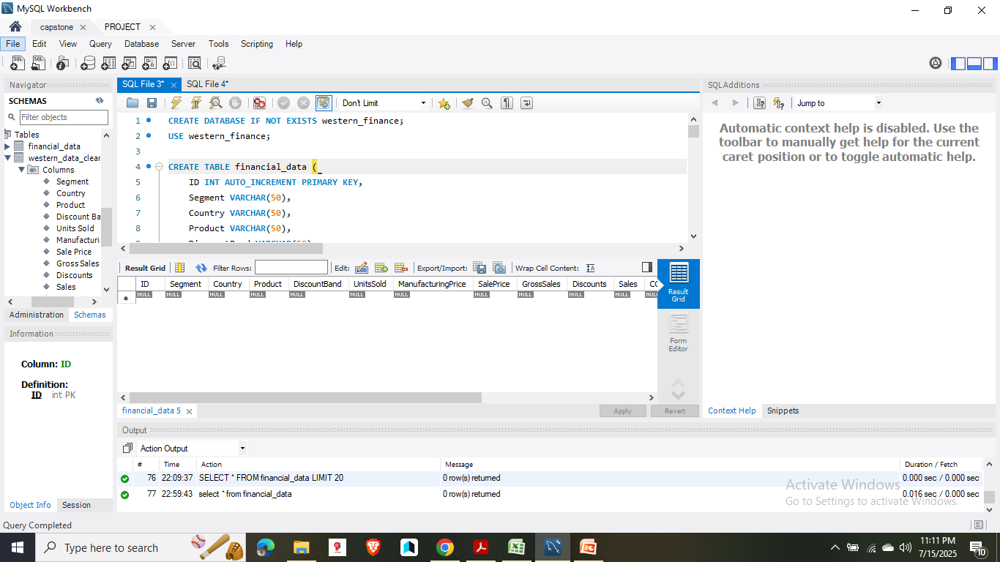 MySQL Workbench
capstone
PROJECT
File Edit View Query Database Server Tools Scripting Help
Navigator
SCHEMAS
Filter objects
Tables
financial_data
western_data_clear
Columns
Segment
Country
Product
Discount Ba
Units Sold
Manufacturi
Sale Price
Gross Sales
Discounts
Sales
Administration Schemas
Information
Column: ID
Definition:
ID int PK
Object Info Session
SQL File 3* SQL File 4*
Don't Limit
1 CREATE DATABASE IF NOT EXISTS western_finance;
2 USE western_finance;
3
4 CREATE TABLE financial_data (
5 ID INT AUTO_INCREMENT PRIMARY KEY,
6 Segment VARCHAR(50),
7 Country VARCHAR(50),
8 Product VARCHAR(50),
9 DiscountBand VARCHAR(50),
Result Grid Filter Rows: Edit: Export/Import: Wrap Cell Content:
ID Segment Country Product DiscountBand UnitsSold ManufacturingPrice SalePrice GrossSales Discounts Sales CO
NULL NULL NULL NULL NULL NULL NULL NULL NULL NULL NULL NULL
Result
Grid
Form
Editor
financial_data 5
Apply Revert
SQLAdditions
Jump to
Automatic context help is disabled. Use the
toolbar to manually get help for the current
caret position or to toggle automatic help.
Context Help Snippets
Output
Action Output
# Time Action Message Duration / Fetch
76 22:09:37 SELECT * FROM financial_data LIMIT 20 0 row(s) returned 0.000 sec / 0.000 sec
77 22:59:43 select * from financial_data 0 row(s) returned 0.016 sec / 0.000 sec
Activate Windows
Go to Settings to activate Windows.
Query Completed
Type here to search
11:11 PM
7/15/2025
10